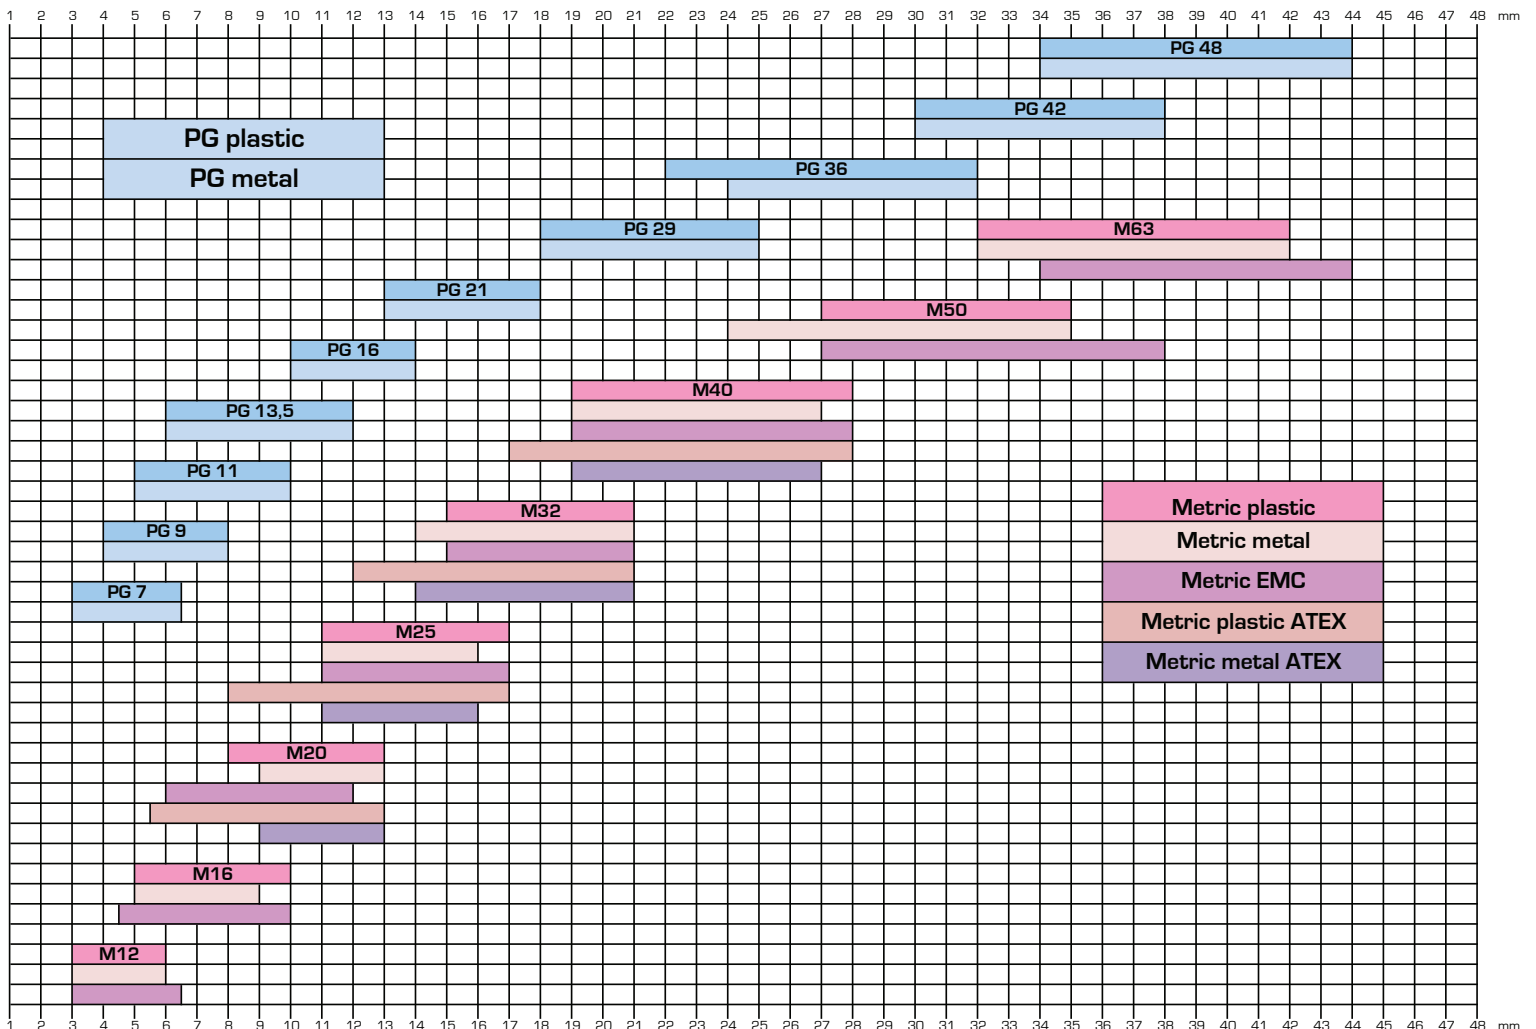 1 2 3 4 5 6 7 8 9 10 11 12 13 14 15 16 17 18 19 20 21 22 23 24 25 26 27 28 29 30 31 32 33 34 35 36 37 38 39 40 41 42 43 44 45 46 47 48 mm
PG 48
PG 42
PG plastic
PG 36
PG metal
PG 29
M63
PG 21
M50
PG 16
M40
PG 13,5
PG 11
M32
Metric plastic
PG 9
Metric metal
Metric EMC
PG 7
Metric plastic ATEX
M25
Metric metal ATEX
M20
M16
M12
1 2 3 4 5 6 7 8 9 10 11 12 13 14 15 16 17 18 19 20 21 22 23 24 25 26 27 28 29 30 31 32 33 34 35 36 37 38 39 40 41 42 43 44 45 46 47 48 mm